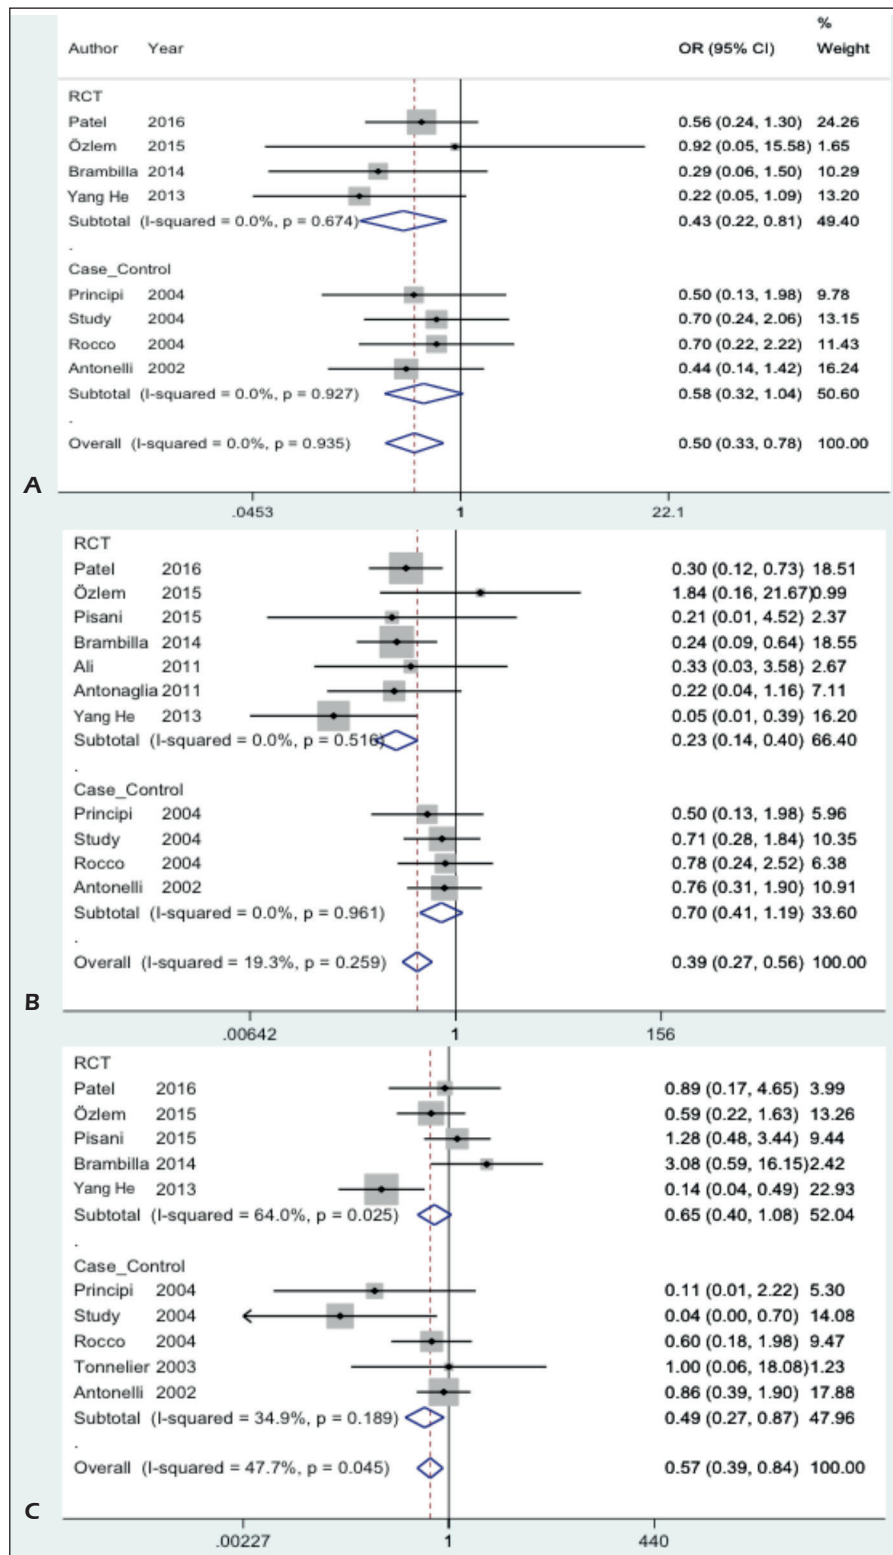 %
Author Year OR (95% CI) Weight
RCT
Patel 2016 0.56 (0.24, 1.30) 24.26
Özlem 2015 0.92 (0.05, 15.58) 1.65
Brambilla 2014 0.29 (0.06, 1.50) 10.29
Yang He 2013 0.22 (0.05, 1.09) 13.20
Subtotal (I-squared = 0.0%, p = 0.674) 0.43 (0.22, 0.81) 49.40
.
Case_Control
Principi 2004 0.50 (0.13, 1.98) 9.78
Study 2004 0.70 (0.24, 2.06) 13.15
Rocco 2004 0.70 (0.22, 2.22) 11.43
Antonelli 2002 0.44 (0.14, 1.42) 16.24
Subtotal (I-squared = 0.0%, p = 0.927) 0.58 (0.32, 1.04) 50.60
.
Overall (I-squared = 0.0%, p = 0.935) 0.50 (0.33, 0.78) 100.00
A
.0453 1 22.1
RCT
Patel 2016 0.30 (0.12, 0.73) 18.51
Özlem 2015 1.84 (0.16, 21.67) 0.99
Pisani 2015 0.21 (0.01, 4.52) 2.37
Brambilla 2014 0.24 (0.09, 0.64) 18.55
Ali 2011 0.33 (0.03, 3.58) 2.67
Antonaglia 2011 0.22 (0.04, 1.16) 7.11
Yang He 2013 0.05 (0.01, 0.39) 16.20
Subtotal (I-squared = 0.0%, p = 0.516) 0.23 (0.14, 0.40) 66.40
.
Case_Control
Principi 2004 0.50 (0.13, 1.98) 5.96
Study 2004 0.71 (0.28, 1.84) 10.35
Rocco 2004 0.78 (0.24, 2.52) 6.38
Antonelli 2002 0.76 (0.31, 1.90) 10.91
Subtotal (I-squared = 0.0%, p = 0.961) 0.70 (0.41, 1.19) 33.60
.
Overall (I-squared = 19.3%, p = 0.259) 0.39 (0.27, 0.56) 100.00
B
.00642 1 156
RCT
Patel 2016 0.89 (0.17, 4.65) 3.99
Özlem 2015 0.59 (0.22, 1.63) 13.26
Pisani 2015 1.28 (0.48, 3.44) 9.44
Brambilla 2014 3.08 (0.59, 16.15) 2.42
Yang He 2013 0.14 (0.04, 0.49) 22.93
Subtotal (I-squared = 64.0%, p = 0.025) 0.65 (0.40, 1.08) 52.04
.
Case_Control
Principi 2004 0.11 (0.01, 2.22) 5.30
Study 2004 0.04 (0.00, 0.70) 14.08
Rocco 2004 0.60 (0.18, 1.98) 9.47
Tonnelier 2003 1.00 (0.06, 18.08) 1.23
Antonelli 2002 0.86 (0.39, 1.90) 17.88
Subtotal (I-squared = 34.9%, p = 0.189) 0.49 (0.27, 0.87) 47.96
.
Overall (I-squared = 47.7%, p = 0.045) 0.57 (0.39, 0.84) 100.00
C
.00227 1 440